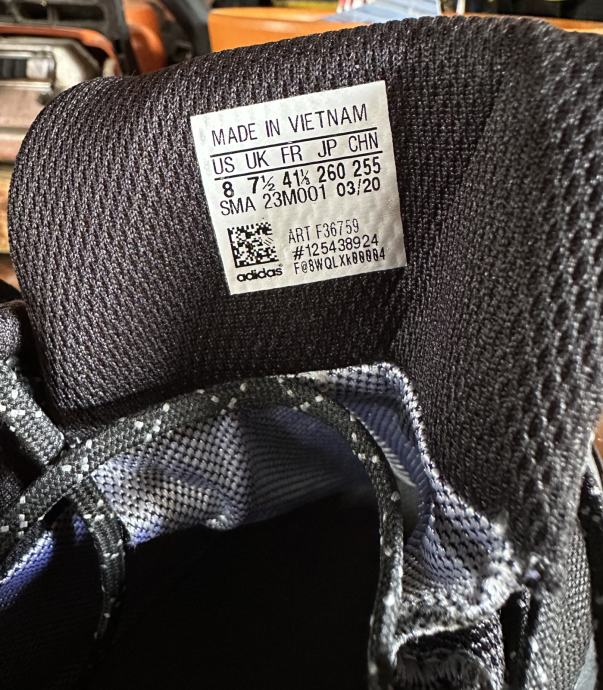 MADE IN VIETNAM
US UK FR JP CHN
8 7½ 41⅓ 260 255
SMA 23M001 03/20
ART F36759
#125438924
F@8WQLXk00004
adidas